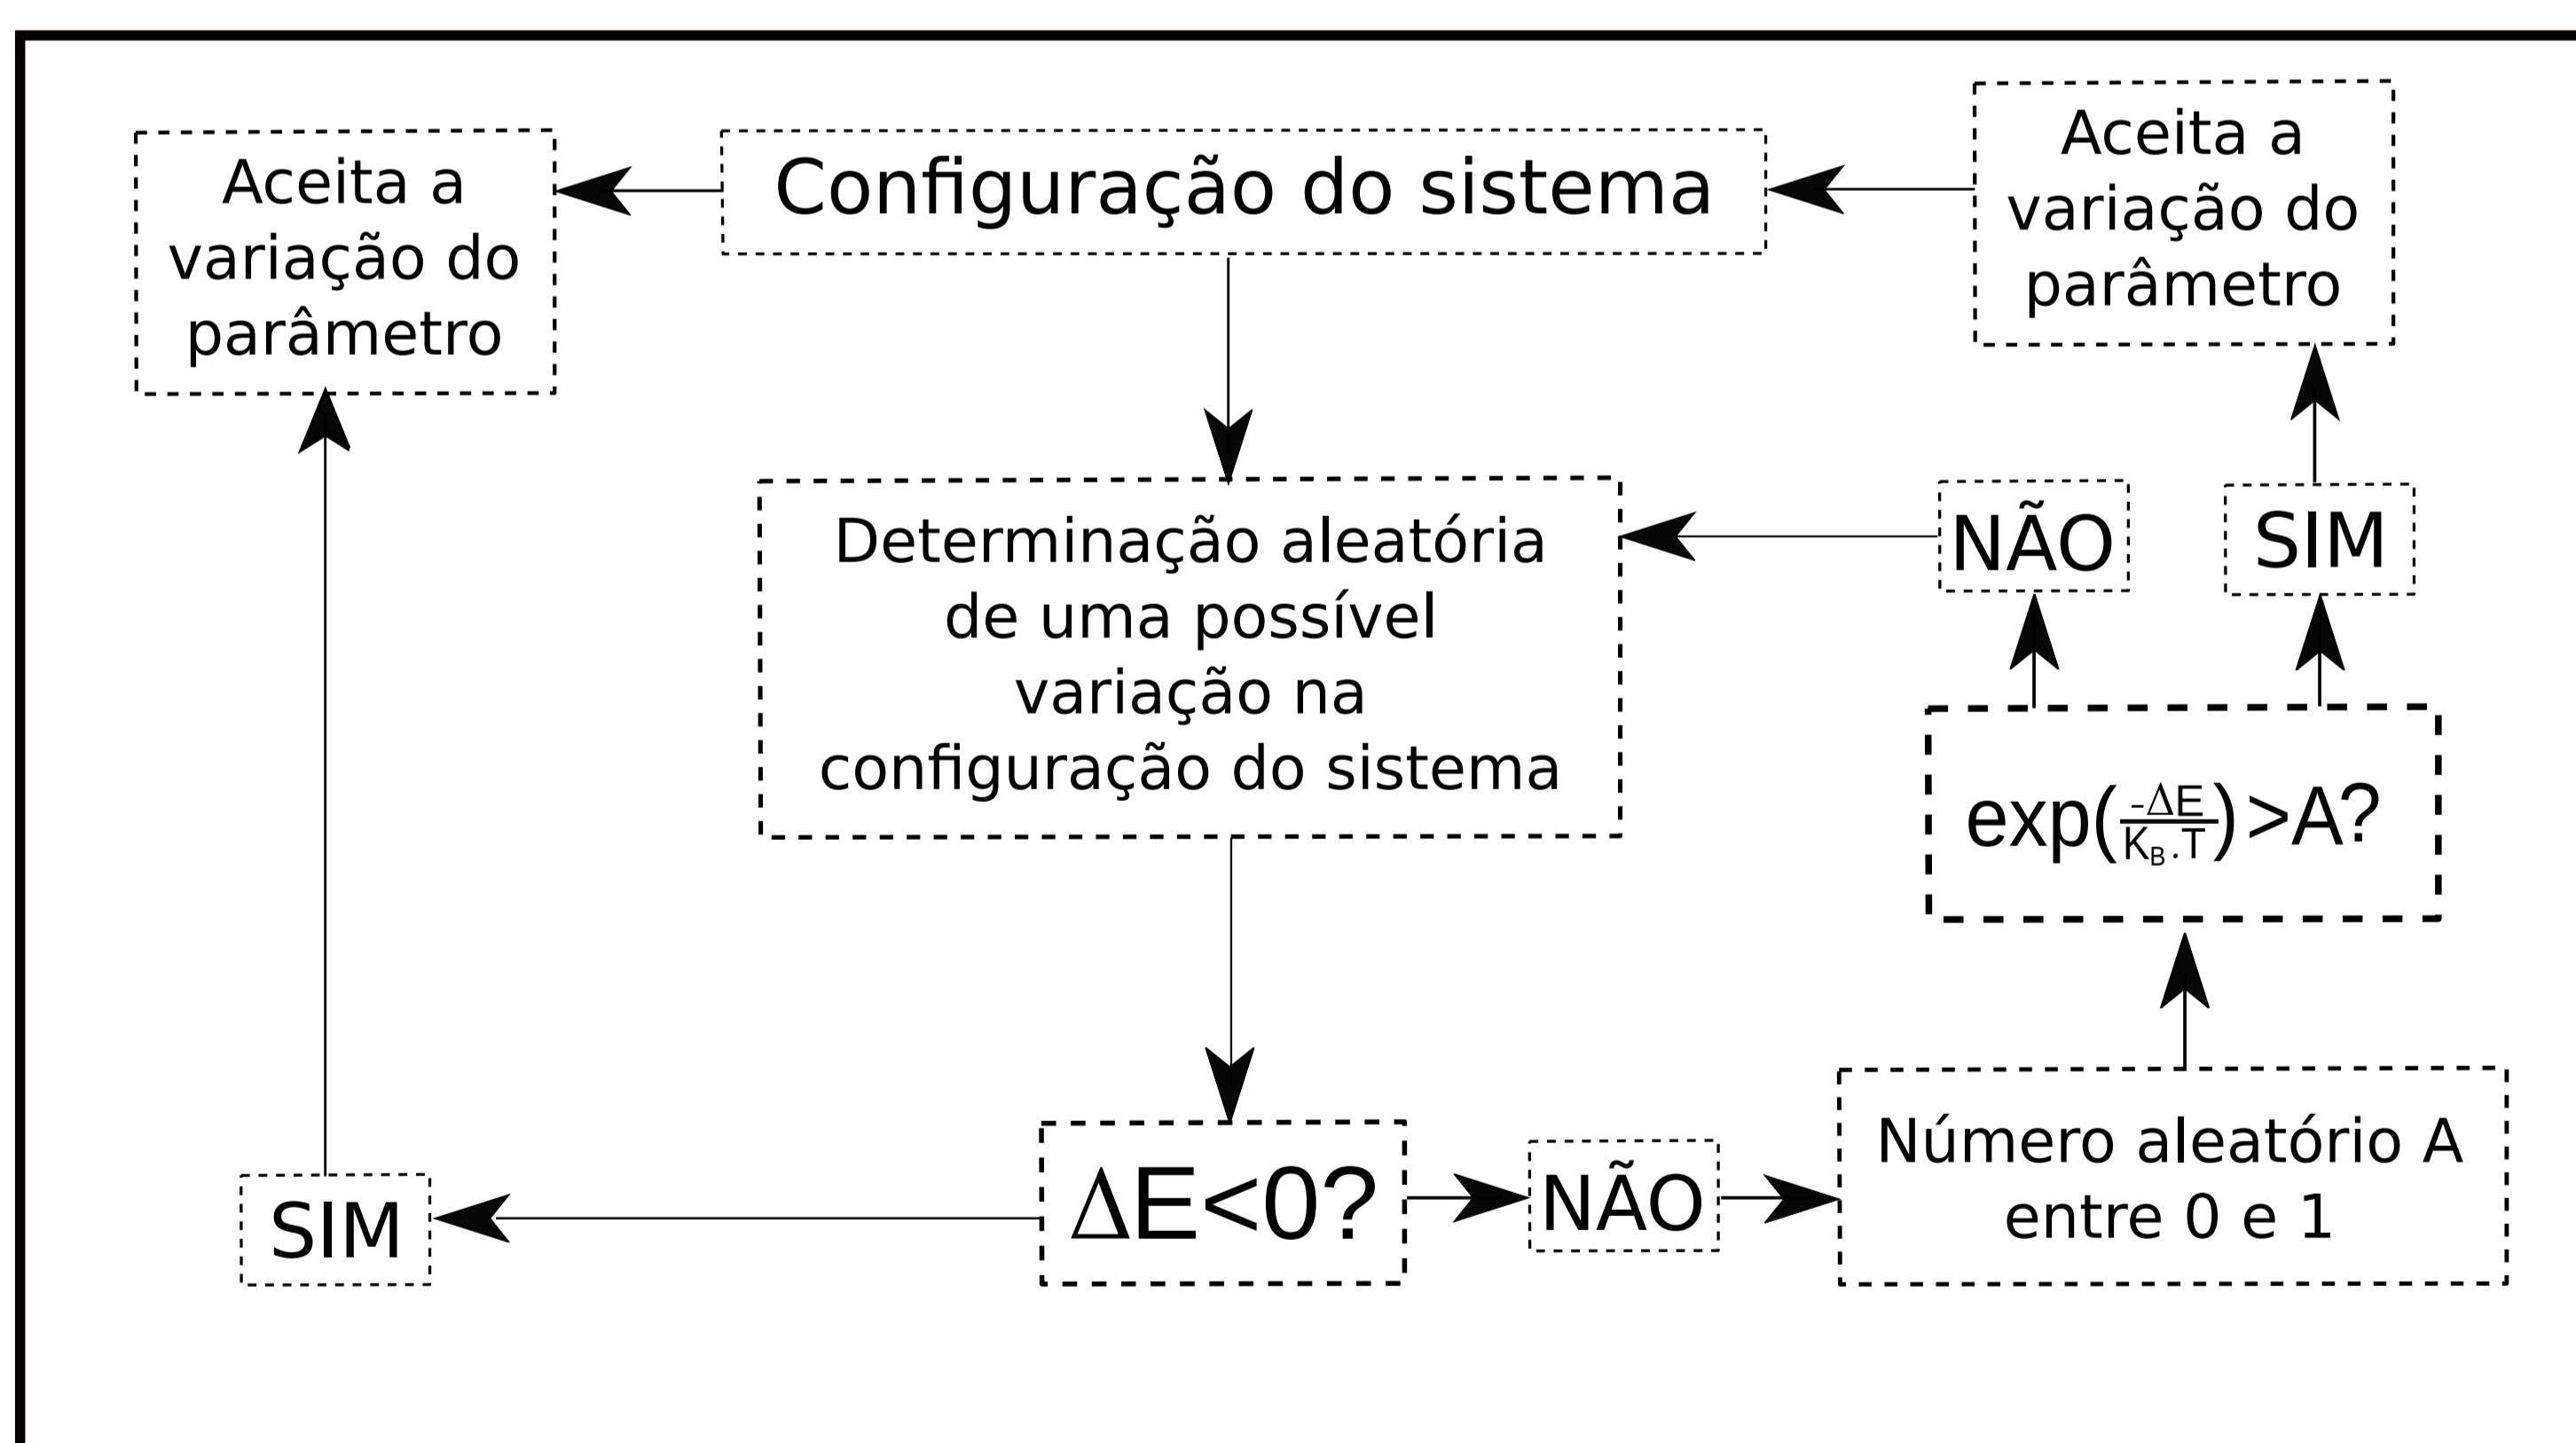 Aceita a
variação do
parâmetro
Configuração do sistema
Aceita a
variação do
parâmetro
Determinação aleatória
de uma possível
variação na
configuração do sistema
NÃO
SIM
exp(-ΔE/K_B.T)>A?
SIM
ΔE<0?
NÃO
Número aleatório A
entre 0 e 1